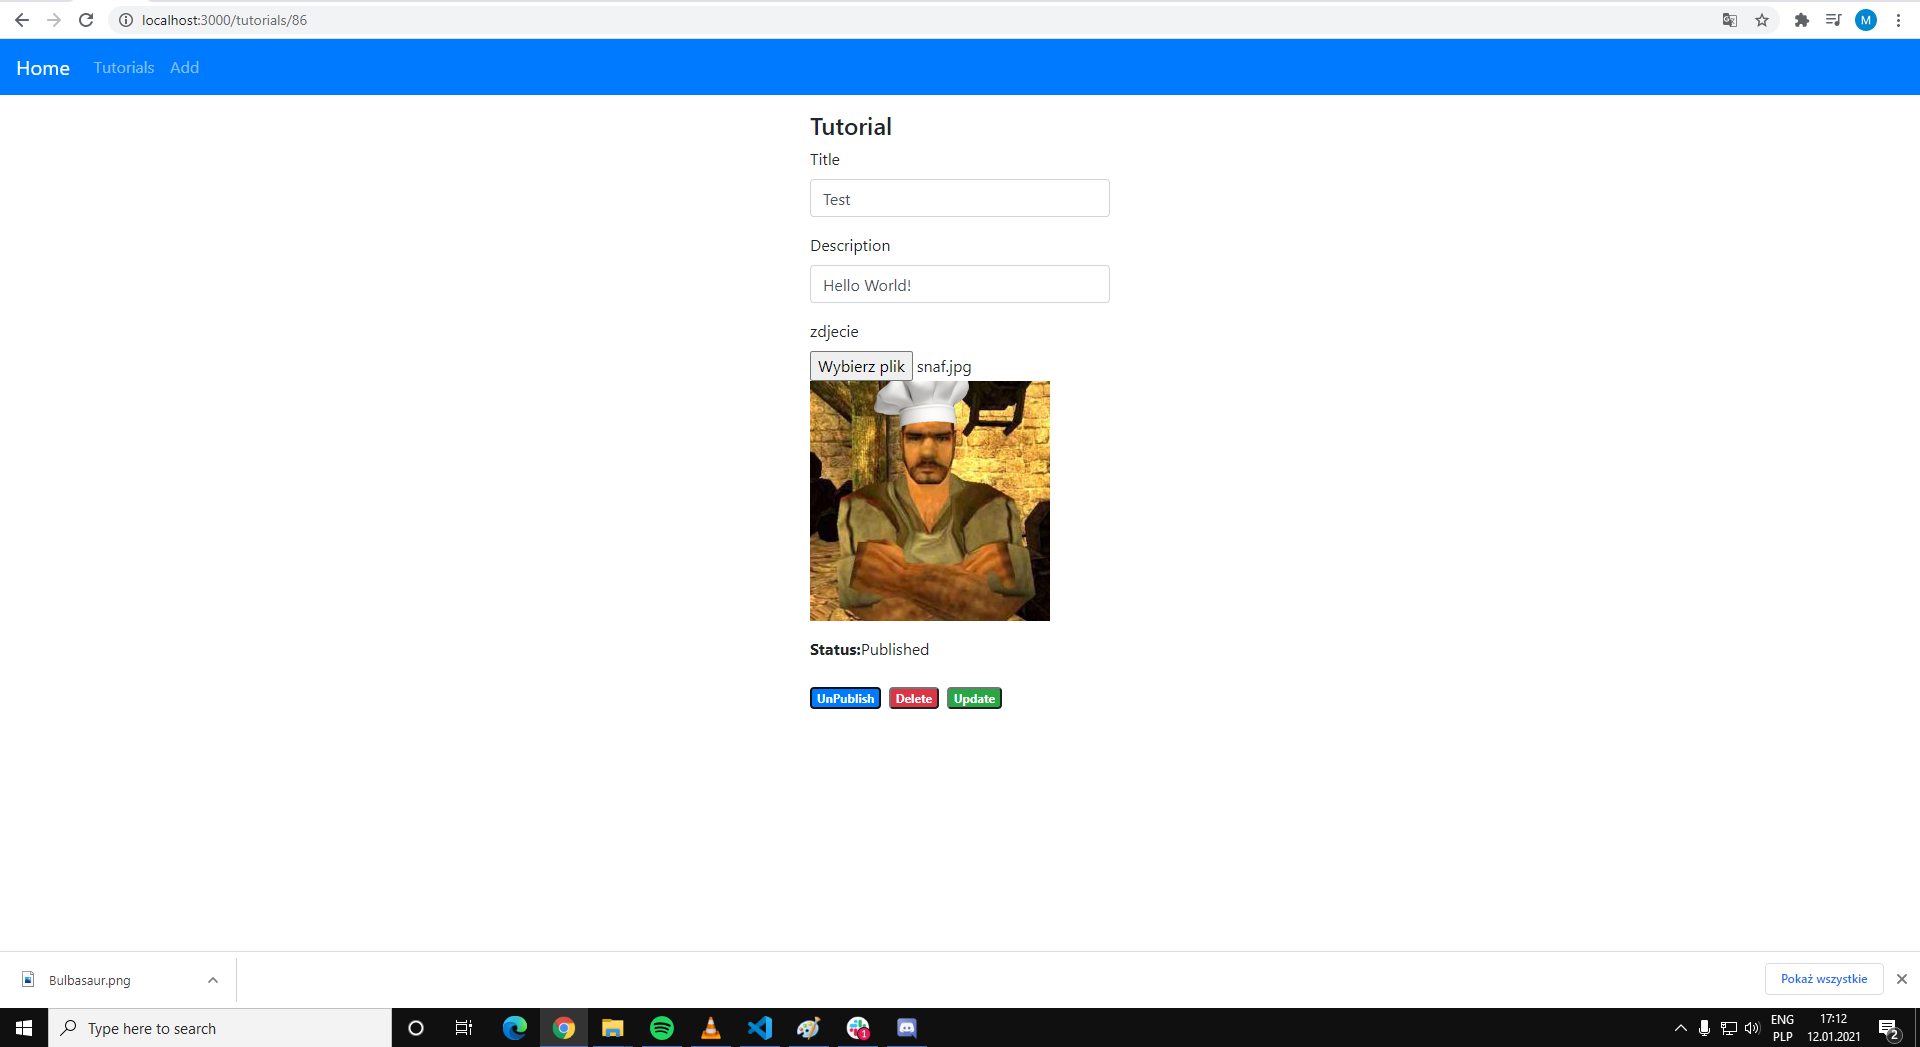 localhost:3000/tutorials/86
M
Home Tutorials Add
Tutorial
Title
Test
Description
Hello World!
zdjecie
Wybierz plik snaf.jpg
Status:Published
UnPublish Delete Update
Bulbasaur.png
Pokaż wszystkie
Type here to search
1
ENG
PLP
17:12
12.01.2021
2